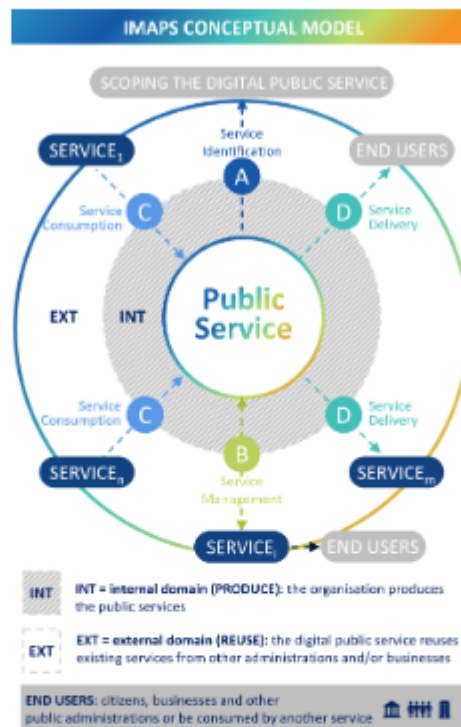 IMAPS CONCEPTUAL MODEL
SCOPING THE DIGITAL PUBLIC SERVICE
Service
Identification
SERVICE₁
END USERS
A
Service
Consumption
C
D
Service
Delivery
Public
Service
EXT
INT
Service
Consumption
C
D
Service
Delivery
B
SERVICEₙ
Service
Management
SERVICEₘ
SERVICEᵢ
END USERS
INT
INT = internal domain (PRODUCE): the organisation produces
the public services
EXT
EXT = external domain (REUSE): the digital public service reuses
existing services from other administrations and/or businesses
END USERS: citizens, businesses and other
public administrations or be consumed by another service